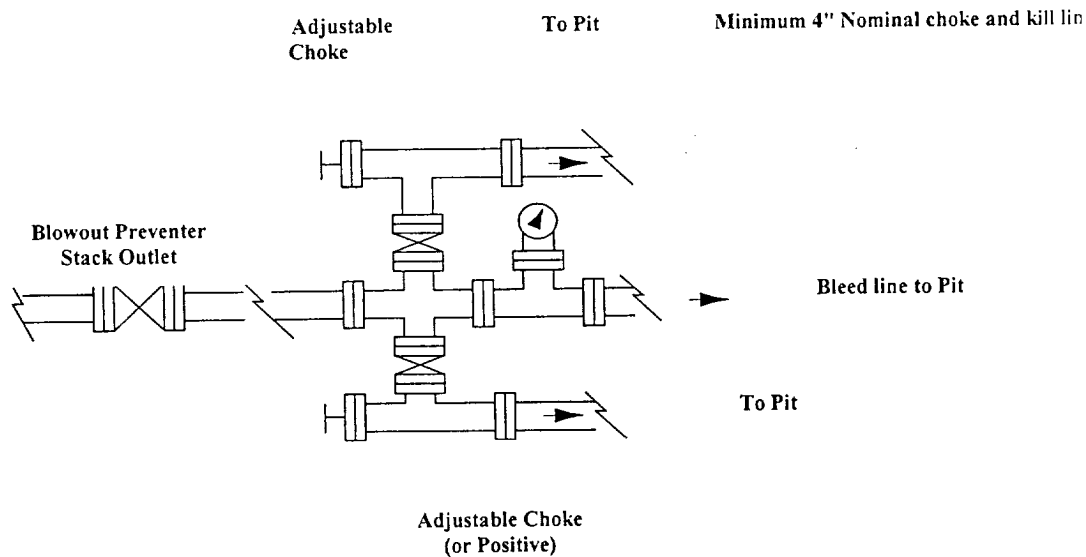 Adjustable
Choke
To Pit
Minimum 4" Nominal choke and kill
Blowout Preventer
Stack Outlet
Bleed line to Pit
To Pit
Adjustable Choke
(or Positive)